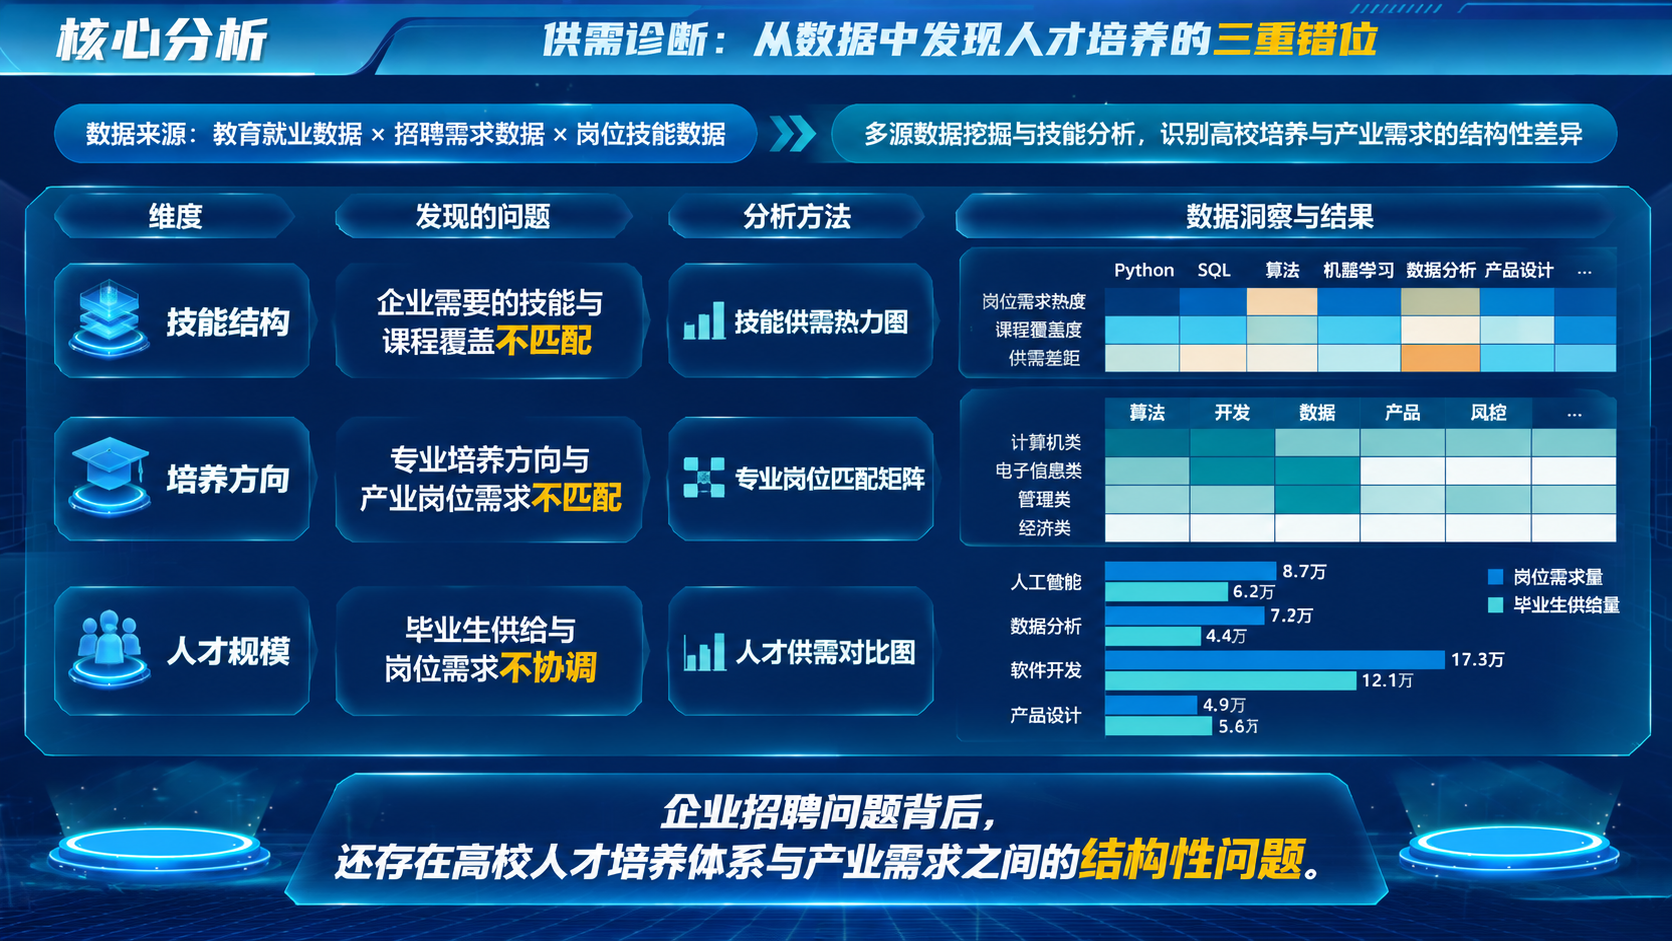 核心分析
供需诊断：从数据中发现人才培养的三重错位
数据来源：教育就业数据 × 招聘需求数据 × 岗位技能数据
多源数据挖掘与技能分析，识别高校培养与产业需求的结构性差异
维度
发现的问题
分析方法
数据洞察与结果
技能结构
企业需要的技能与
课程覆盖不匹配
技能供需热力图
Python SQL 算法 机器学习 数据分析 产品设计 ...
岗位需求热度
课程覆盖度
供需差距
培养方向
专业培养方向与
产业岗位需求不匹配
专业岗位匹配矩阵
算法 开发 数据 产品 风控 ...
计算机类
电子信息类
管理类
经济类
人才规模
毕业生供给与
岗位需求不协调
人才供需对比图
岗位需求量
毕业生供给量
人工智能 8.7万 6.2万
数据分析 7.2万 4.4万
软件开发 17.3万 12.1万
产品设计 4.9万 5.6万
企业招聘问题背后，
还存在高校人才培养体系与产业需求之间的结构性问题。